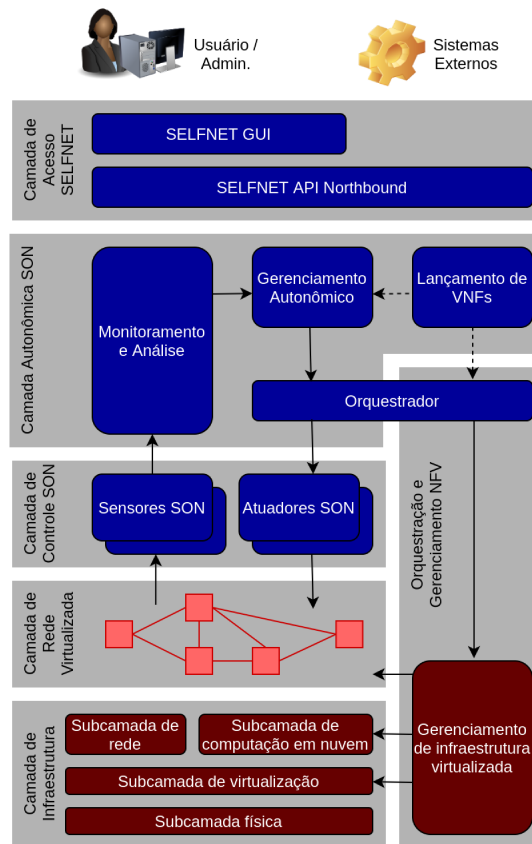 Usuário /
Admin.
Sistemas
Externos
Camada de
Acesso
SELFNET
SELFNET GUI
SELFNET API Northbound
Camada Autonômica SON
Monitoramento
e Análise
Gerenciamento
Autonômico
Lançamento de
VNFs
Orquestrador
Camada de
Controle SON
Sensores SON
Atuadores SON
Orquestração e
Gerenciamento NFV
Camada de
Rede
Virtualizada
Camada de
Infraestrutura
Subcamada de
rede
Subcamada de
computação em nuvem
Subcamada de virtualização
Subcamada física
Gerenciamento
de infraestrutura
virtualizada